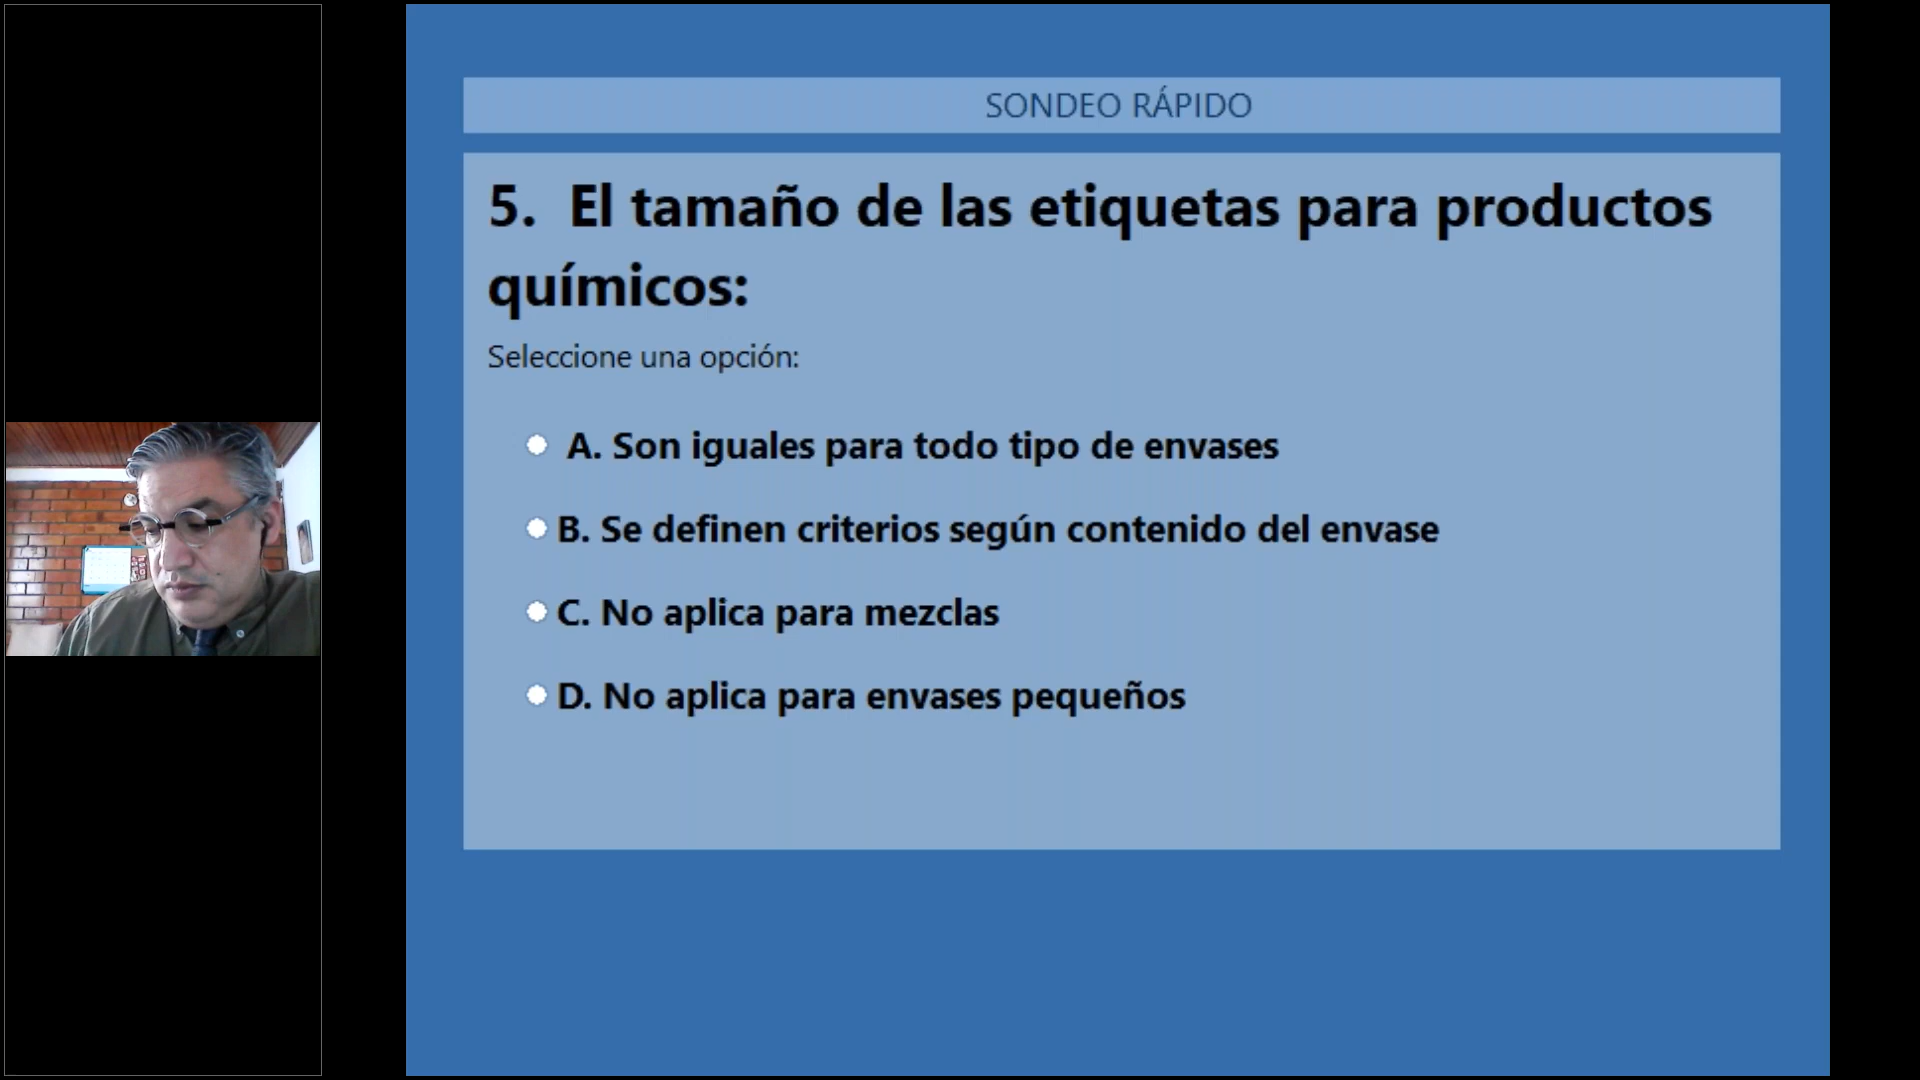 SONDEO RÁPIDO
5. El tamaño de las etiquetas para productos
químicos:
Seleccione una opción:
A. Son iguales para todo tipo de envases
B. Se definen criterios según contenido del envase
C. No aplica para mezclas
D. No aplica para envases pequeños